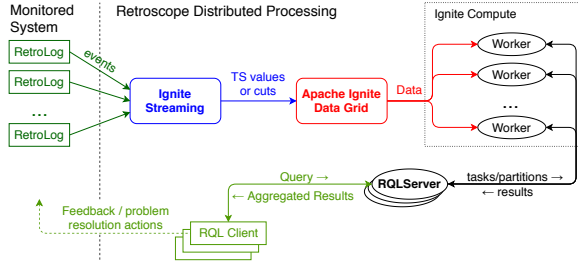 Monitored
System
Retroscope Distributed Processing
Ignite Compute
RetroLog
RetroLog
...
RetroLog
events
Ignite
Streaming
TS values
or cuts
Apache Ignite
Data Grid
Data
Worker
Worker
...
Worker
Query →
← Aggregated Results
RQLServer
tasks/partitions →
← results
Feedback / problem
resolution actions
RQL Client